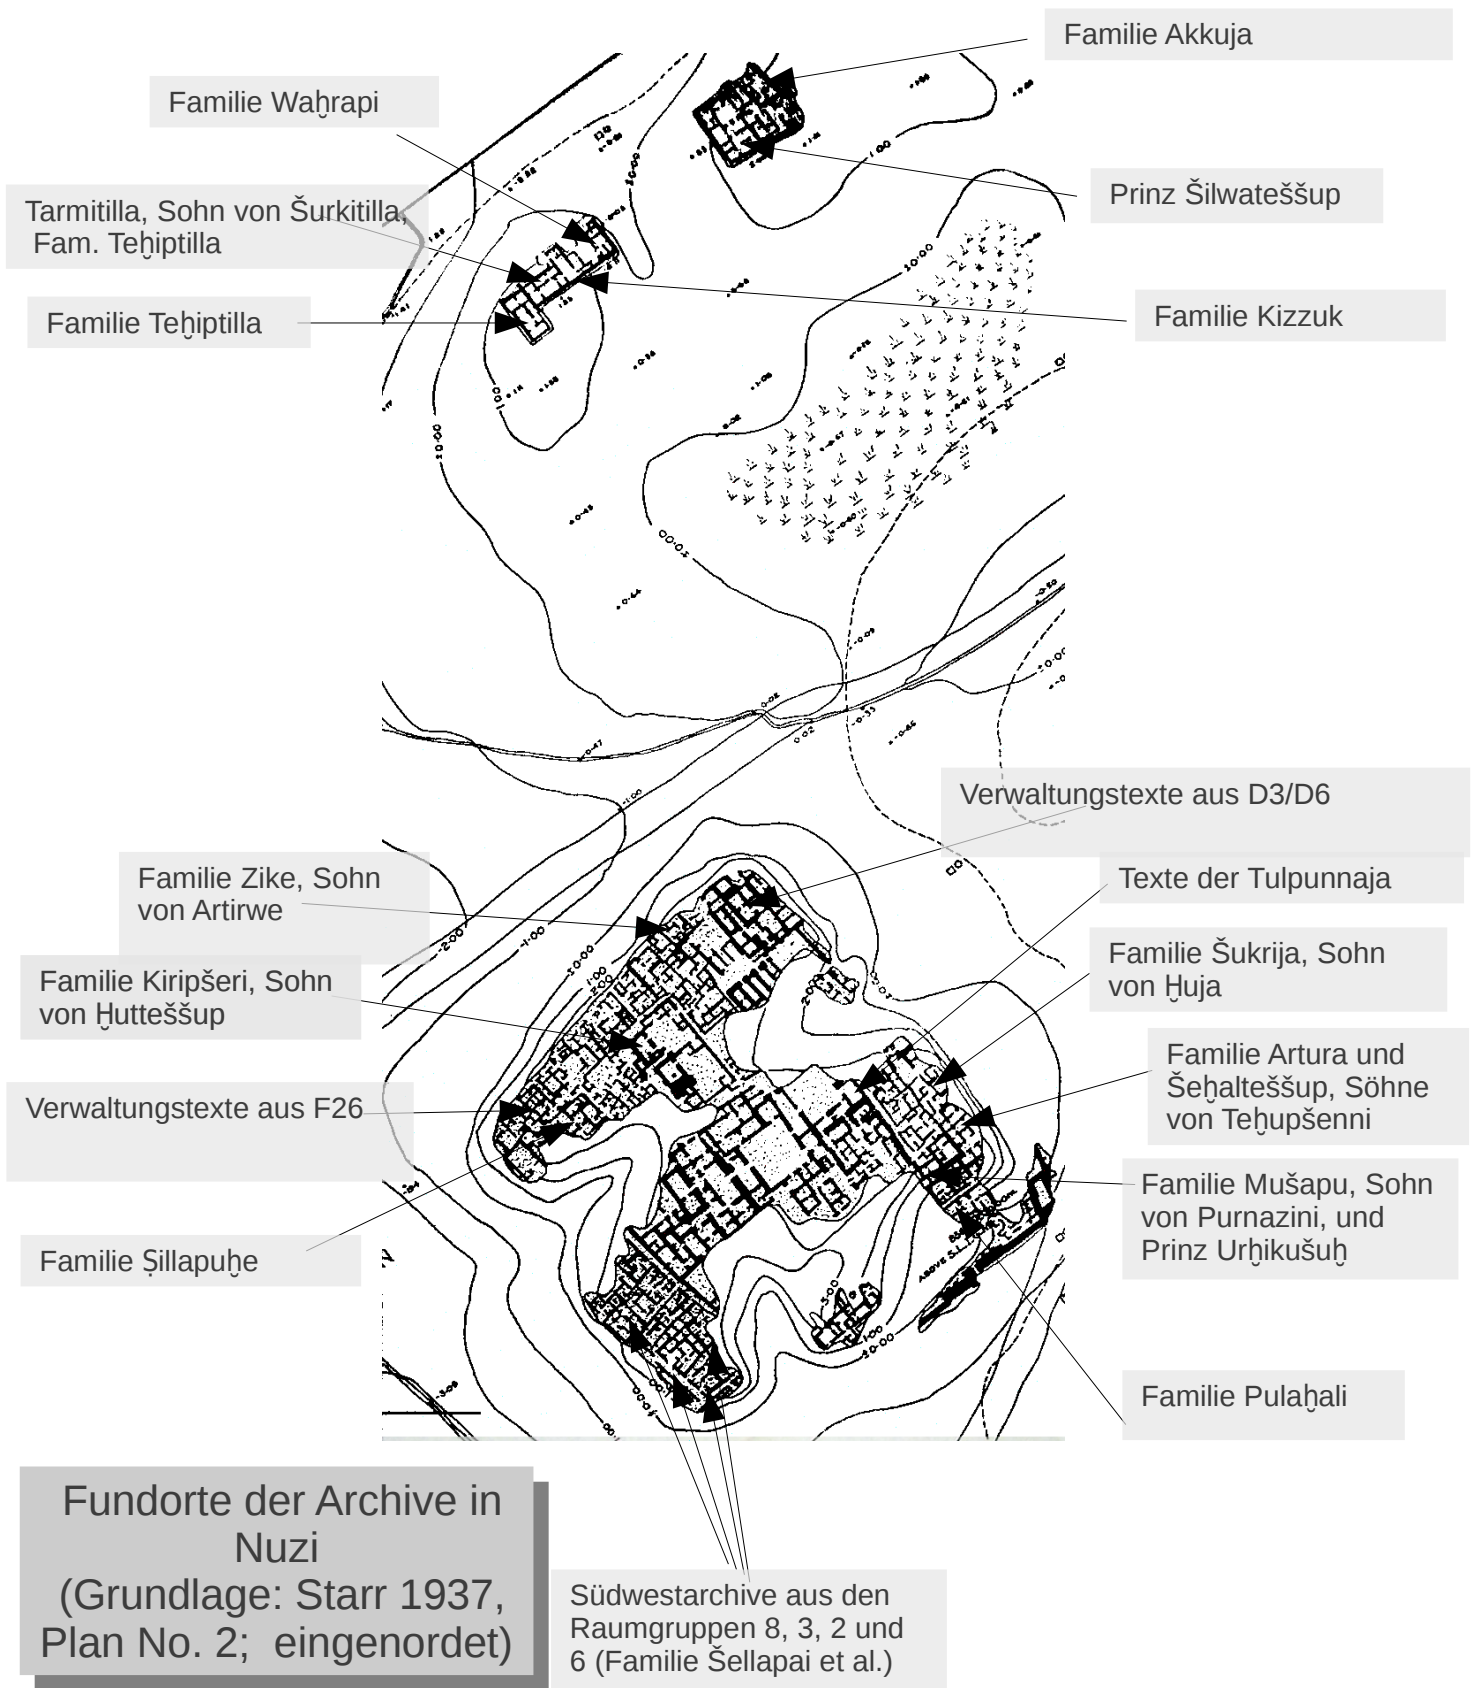 Familie Akkuja
Familie Waḫrapi
Prinz Šilwateššup
Tarmitilla, Sohn von Šurkitilla,
Fam. Teḫiptilla
Familie Teḫiptilla
Familie Kizzuk
Verwaltungstexte aus D3/D6
Familie Zike, Sohn
von Artirwe
Texte der Tulpunnaja
Familie Šukrija, Sohn
von Ḫuja
Familie Kiripšeri, Sohn
von Ḫutteššup
Familie Artura und
Šeḫalteššup, Söhne
von Teḫupšenni
Verwaltungstexte aus F26
Familie Mušapu, Sohn
von Purnazini, und
Prinz Urḫikušuḫ
Familie Ṣillapuḫe
Familie Pulaḫali
Fundorte der Archive in
Nuzi
(Grundlage: Starr 1937,
Plan No. 2; eingenordet)
Südwestarchive aus den
Raumgruppen 8, 3, 2 und
6 (Familie Šellapai et al.)